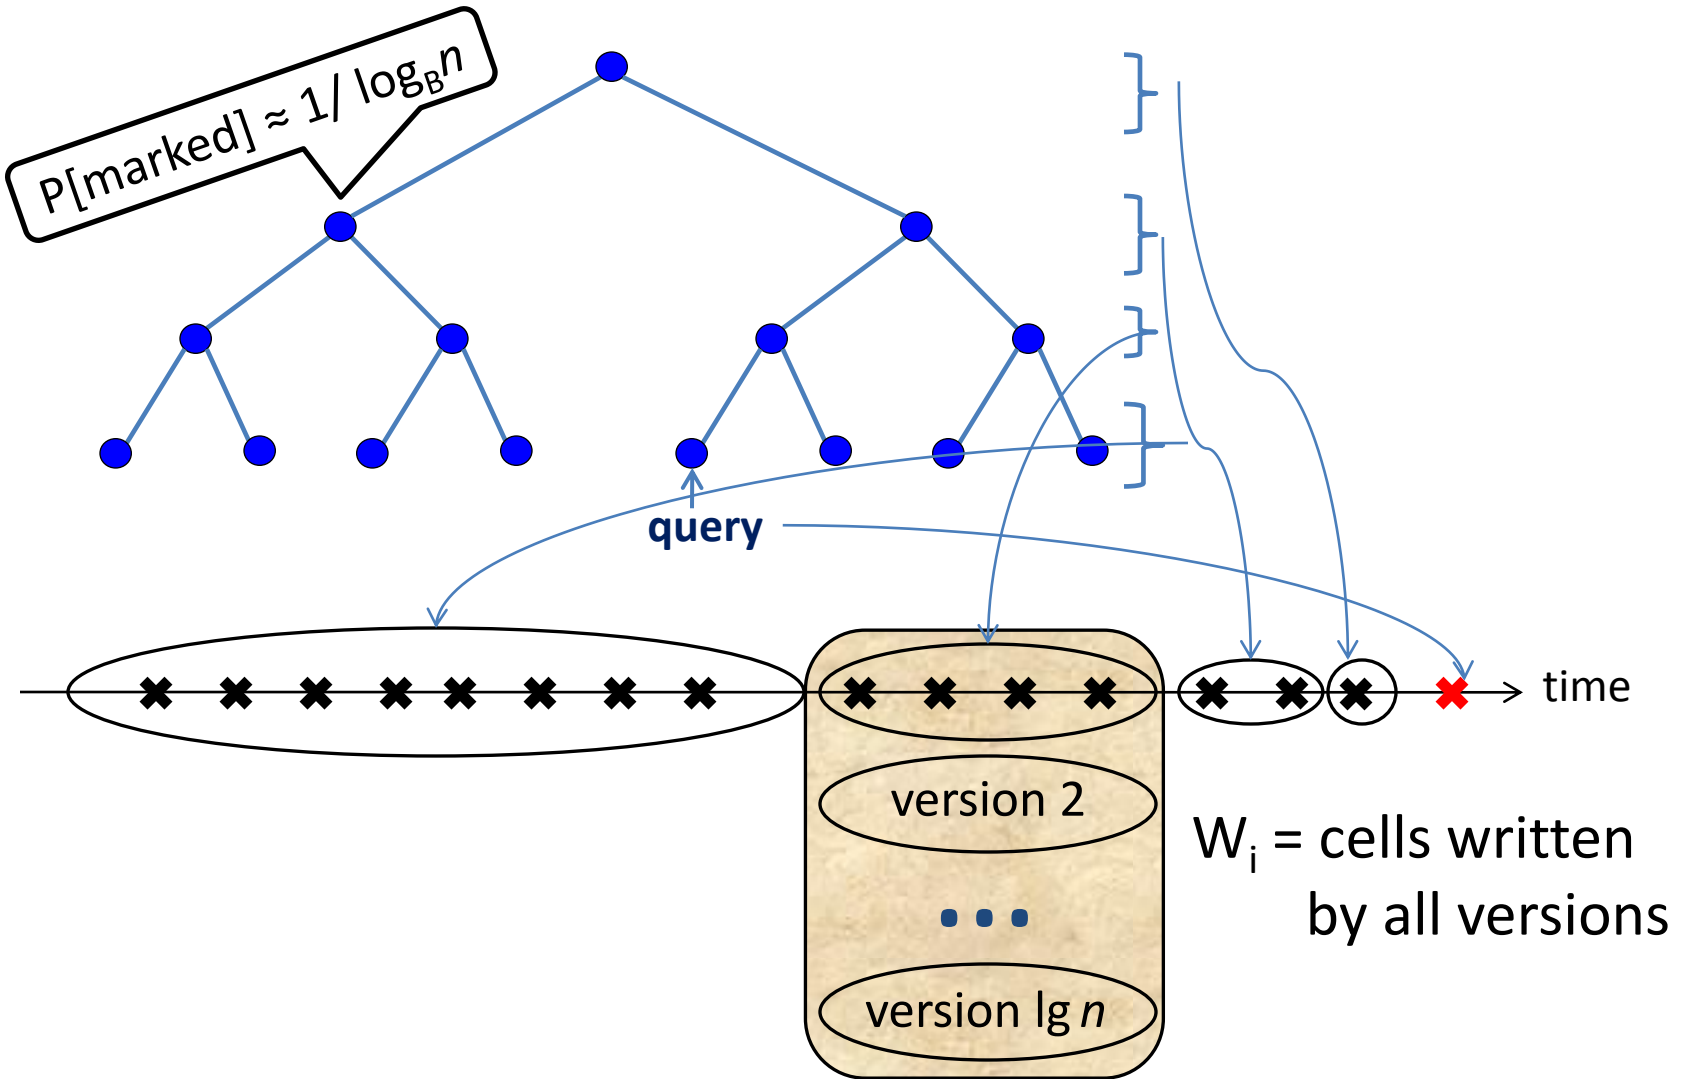 P[marked] ≈ 1/ log_B n
query
time
version 2
...
version lg n
W_i = cells written
by all versions